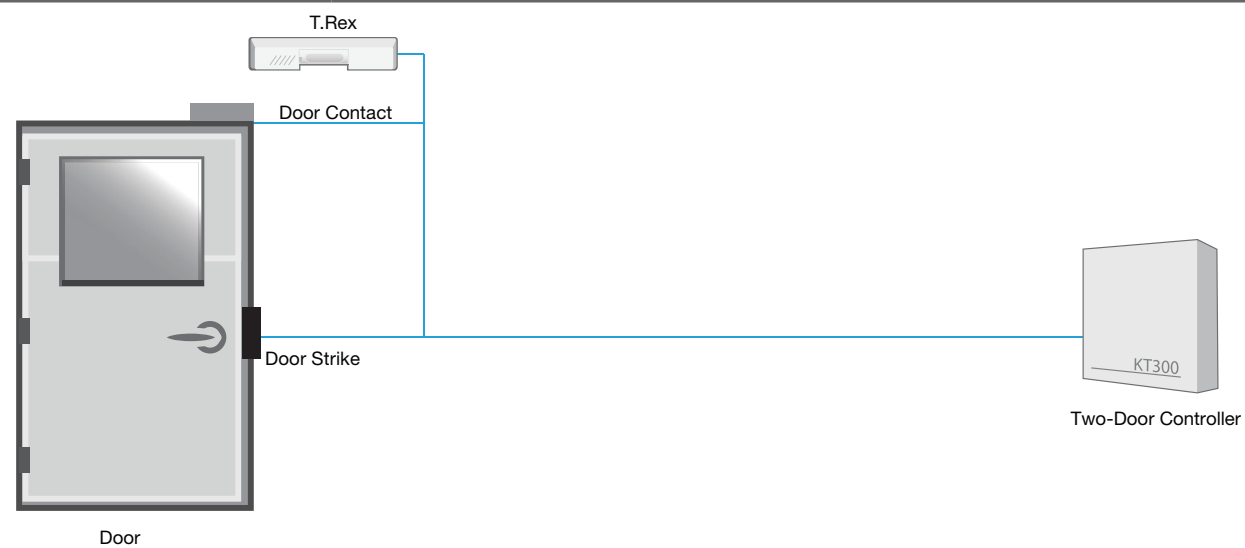 T.Rex
Door Contact
Door Strike
KT300
Two-Door Controller
Door